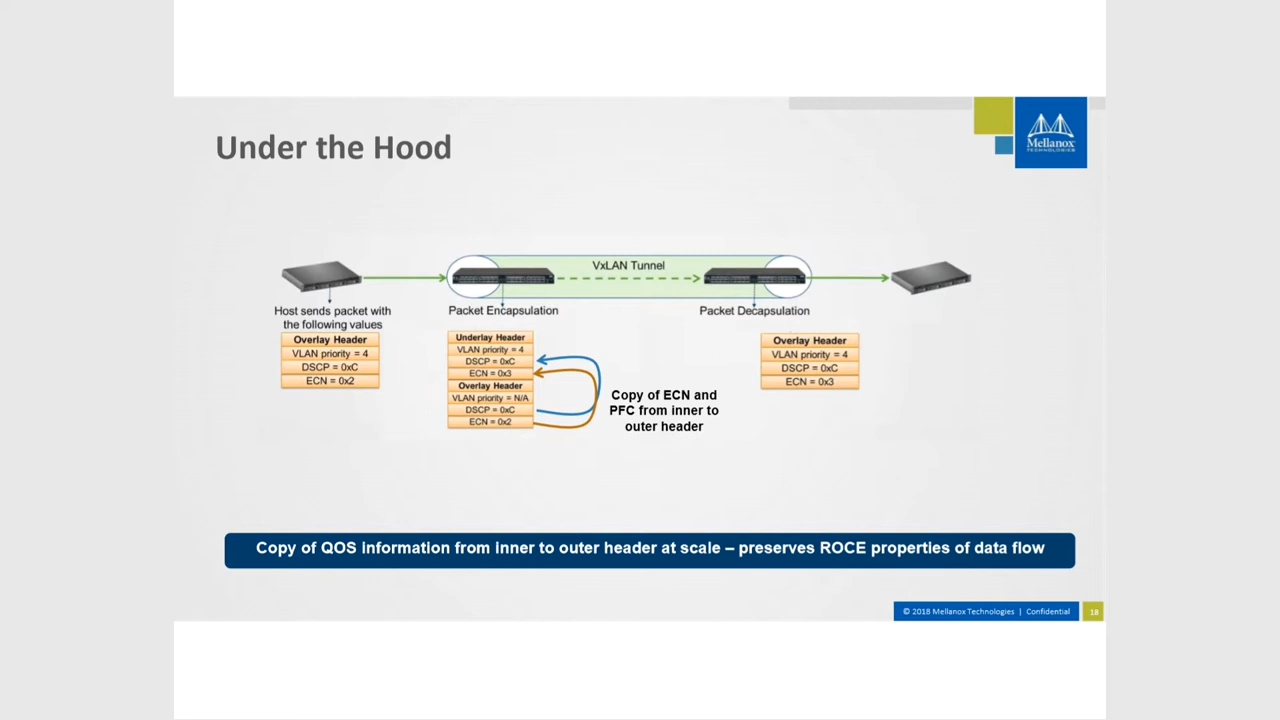 Under the Hood
Mellanox
TECHNOLOGIES
VxLAN Tunnel
Host sends packet with
the following values
Overlay Header
VLAN priority = 4
DSCP = 0xC
ECN = 0x2
Packet Encapsulation
Underlay Header
VLAN priority = 4
DSCP = 0xC
ECN = 0x3
Overlay Header
VLAN priority = N/A
DSCP = 0xC
ECN = 0x2
Copy of ECN and
PFC from inner to
outer header
Packet Decapsulation
Overlay Header
VLAN priority = 4
DSCP = 0xC
ECN = 0x3
Copy of QOS information from inner to outer header at scale – preserves ROCE properties of data flow
© 2018 Mellanox Technologies | Confidential
18